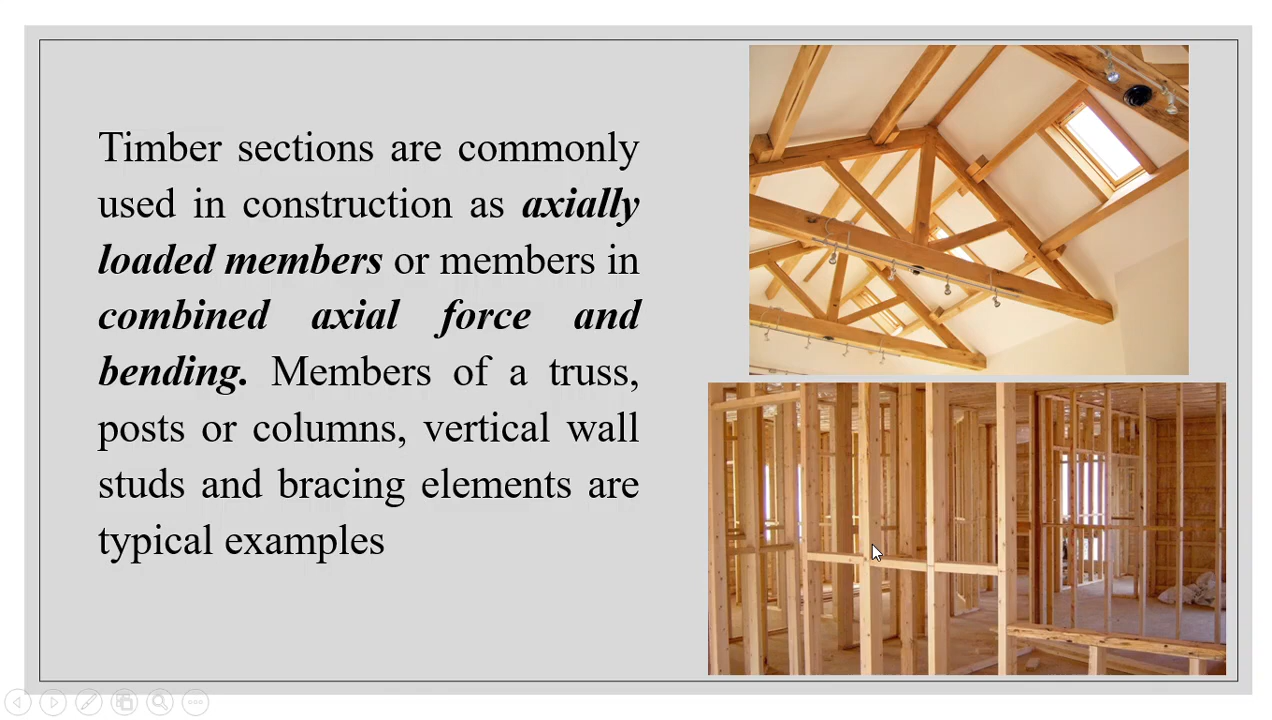 Timber sections are commonly
used in construction as axially
loaded members or members in
combined axial force and
bending. Members of a truss,
posts or columns, vertical wall
studs and bracing elements are
typical examples